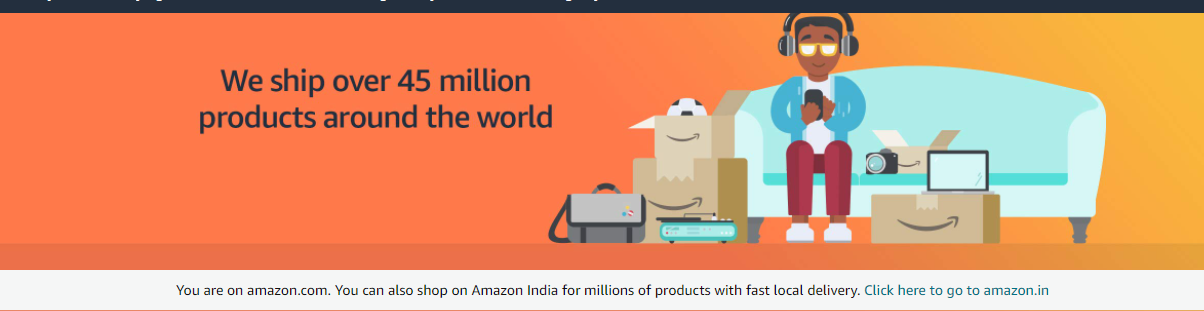 We ship over 45 million
products around the world
You are on amazon.com. You can also shop on Amazon India for millions of products with fast local delivery. Click here to go to amazon.in